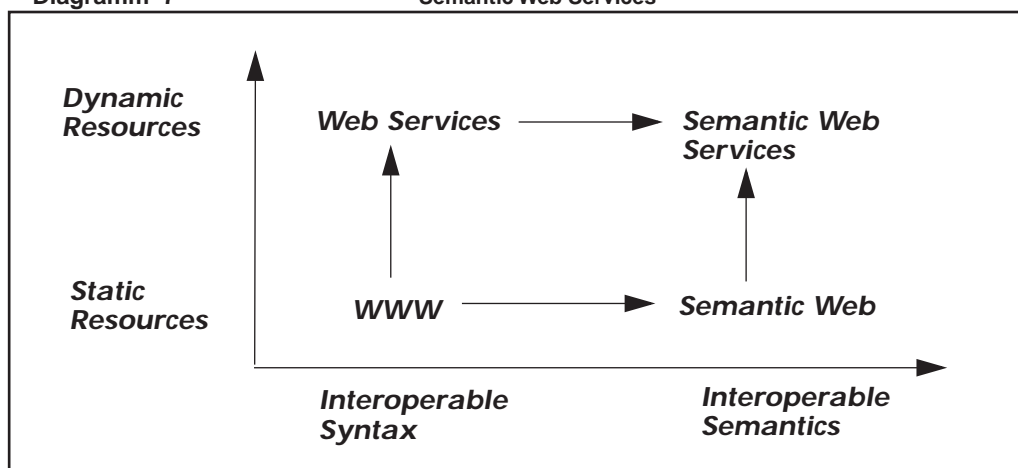 Semantic Web Services
Dynamic
Resources
Web Services
Semantic Web
Services
Static
Resources
WWW
Semantic Web
Interoperable
Syntax
Interoperable
Semantics